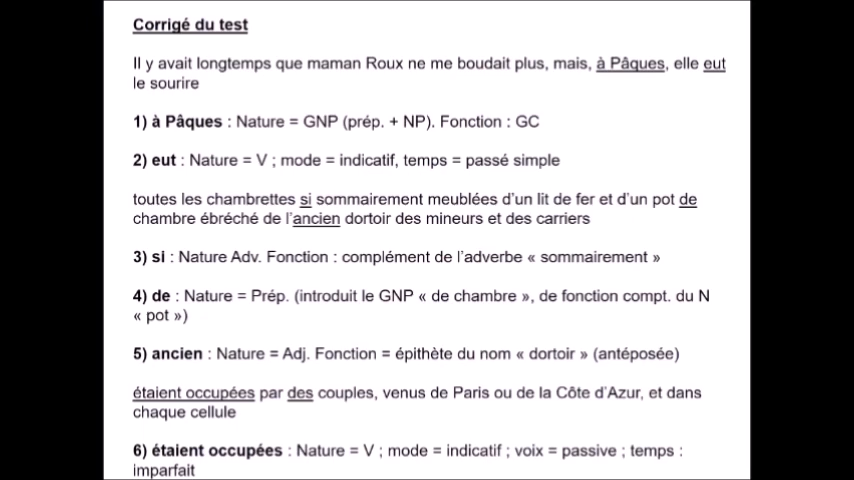 Corrigé du test
Il y avait longtemps que maman Roux ne me boudait plus, mais, à Pâques, elle eut
le sourire
1) à Pâques : Nature = GNP (prép. + NP). Fonction : GC
2) eut : Nature = V ; mode = indicatif, temps = passé simple
toutes les chambrettes si sommairement meublées d'un lit de fer et d'un pot de
chambre ébréché de l'ancien dortoir des mineurs et des carriers
3) si : Nature Adv. Fonction : complément de l'adverbe « sommairement »
4) de : Nature = Prép. (introduit le GNP « de chambre », de fonction compt. du N
« pot »)
5) ancien : Nature = Adj. Fonction = épithète du nom « dortoir » (antéposée)
étaient occupées par des couples, venus de Paris ou de la Côte d'Azur, et dans
chaque cellule
6) étaient occupées : Nature = V ; mode = indicatif ; voix = passive ; temps :
imparfait